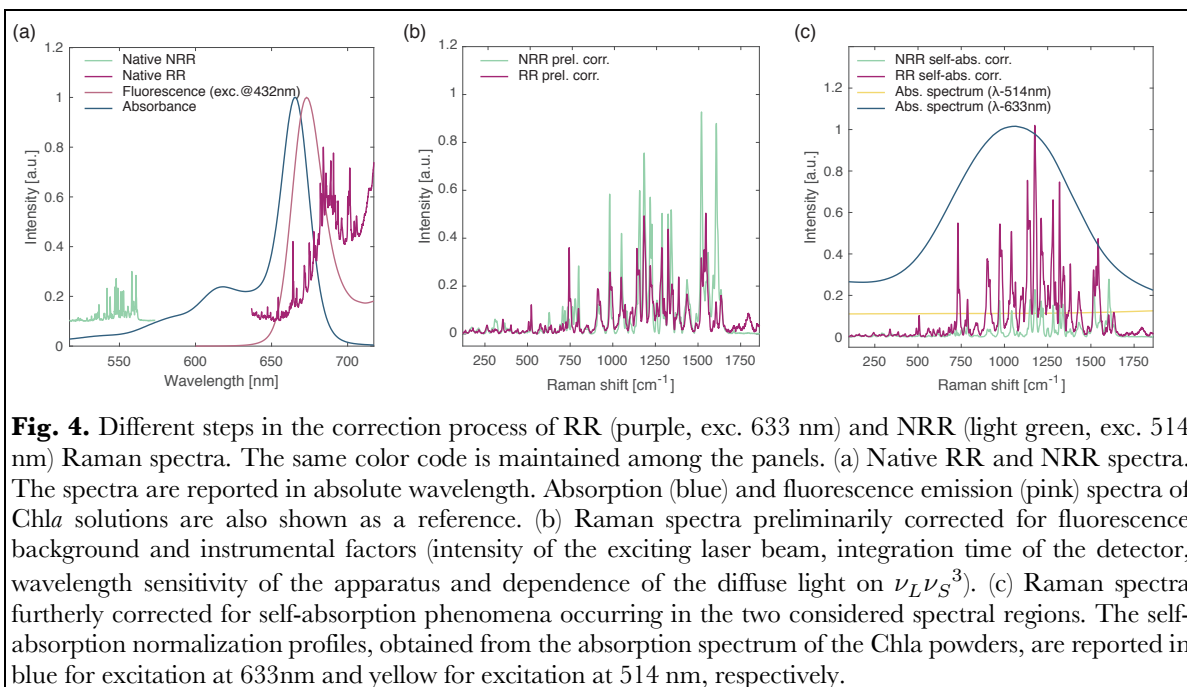 (a)
1.2
Native NRR
Native RR
Fluorescence (exc.@432nm)
Absorbance
1
0.8
0.6
0.4
0.2
0
Intensity [a.u.]
550
600
650
700
Wavelength [nm]
(b)
1.2
NRR prel. corr.
RR prel. corr.
1
0.8
0.6
0.4
0.2
0
Intensity [a.u.]
250
500
750
1000
1250
1500
1750
Raman shift [cm⁻¹]
(c)
NRR self-abs. corr.
RR self-abs. corr.
Abs. spectrum (λ-514nm)
Abs. spectrum (λ-633nm)
1.2
1
0.8
0.6
0.4
0.2
0
Intensity [a.u.]
250
500
750
1000
1250
1500
1750
Raman shift [cm⁻¹]
Fig. 4. Different steps in the correction process of RR (purple, exc. 633 nm) and NRR (light green, exc. 514
nm) Raman spectra. The same color code is maintained among the panels. (a) Native RR and NRR spectra.
The spectra are reported in absolute wavelength. Absorption (blue) and fluorescence emission (pink) spectra of
Chla solutions are also shown as a reference. (b) Raman spectra preliminarily corrected for fluorescence
background and instrumental factors (intensity of the exciting laser beam, integration time of the detector,
wavelength sensitivity of the apparatus and dependence of the diffuse light on ν_L ν_S³). (c) Raman spectra
furtherly corrected for self-absorption phenomena occurring in the two considered spectral regions. The self-
absorption normalization profiles, obtained from the absorption spectrum of the Chla powders, are reported in
blue for excitation at 633nm and yellow for excitation at 514 nm, respectively.